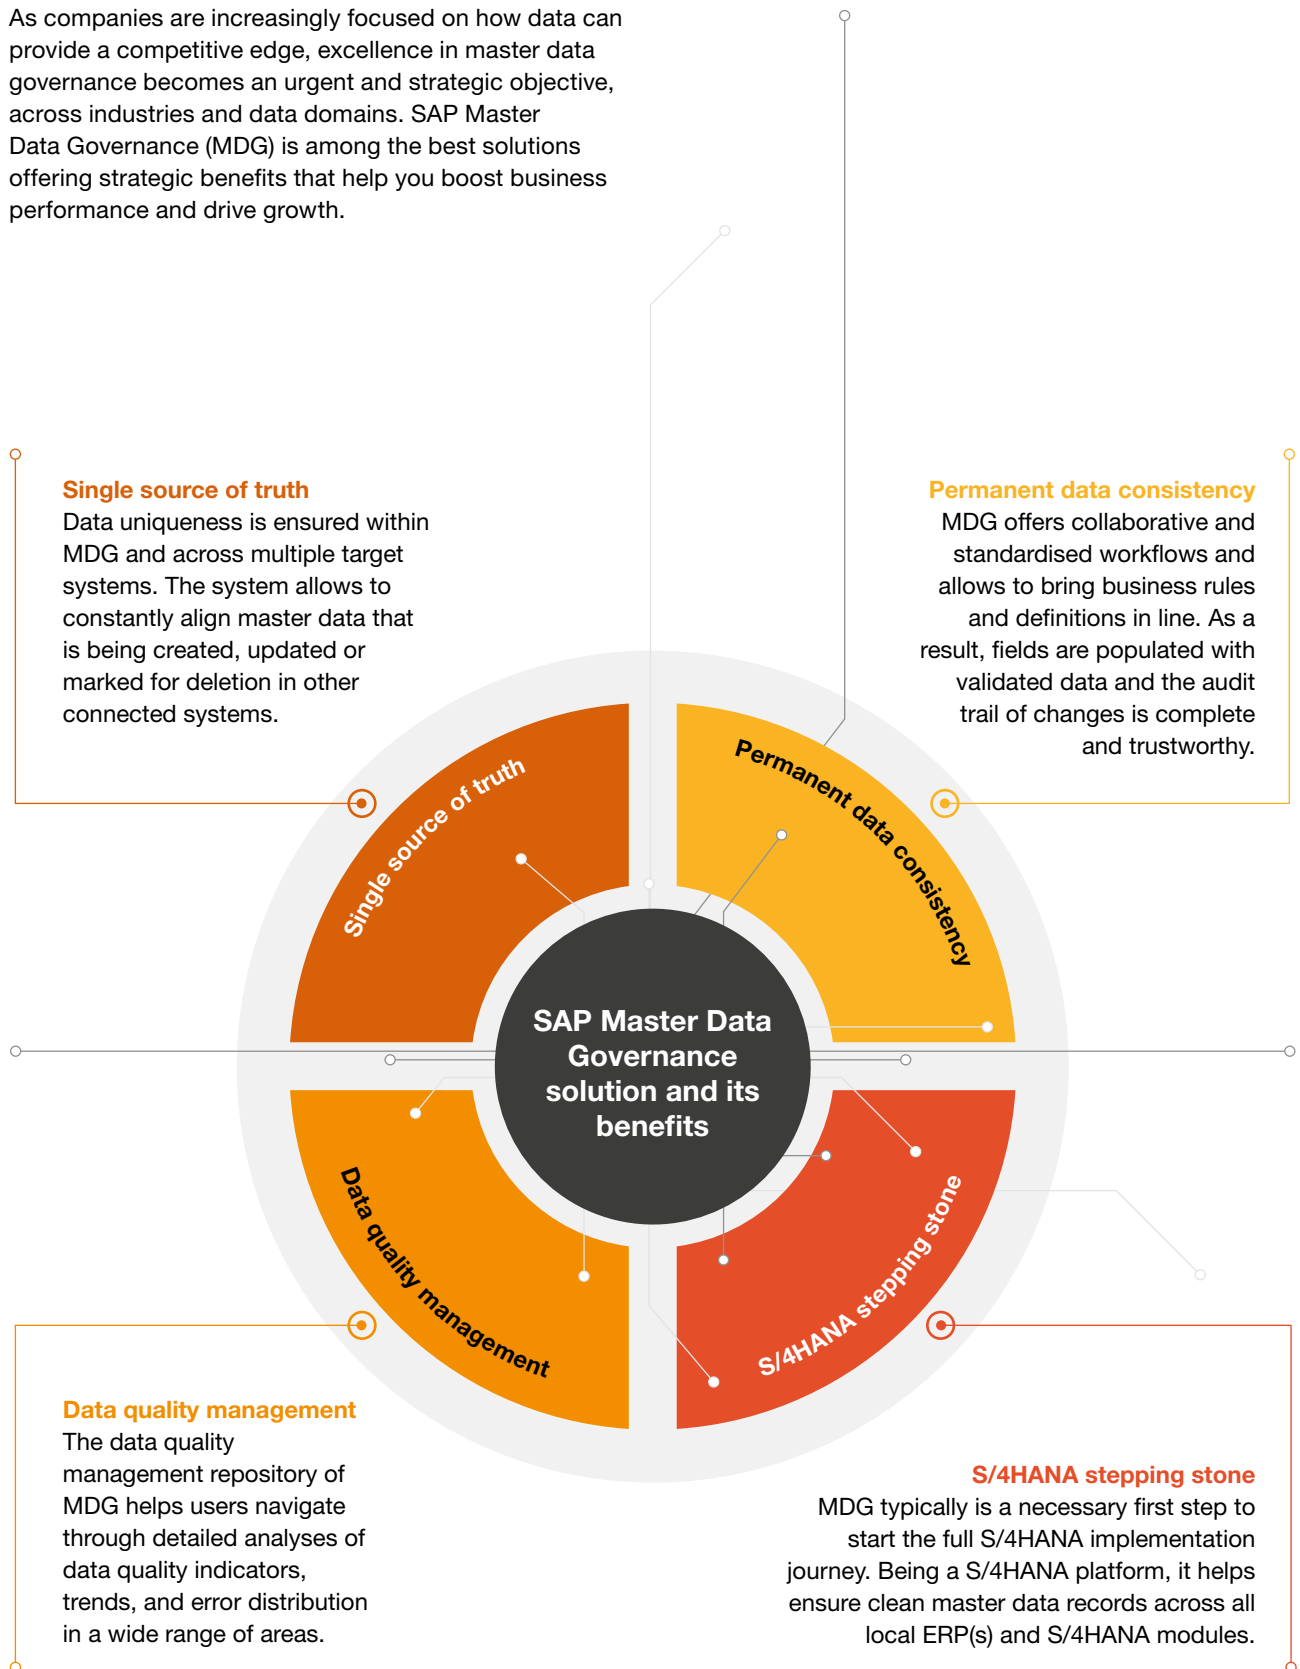 As companies are increasingly focused on how data can
provide a competitive edge, excellence in master data
governance becomes an urgent and strategic objective,
across industries and data domains. SAP Master
Data Governance (MDG) is among the best solutions
offering strategic benefits that help you boost business
performance and drive growth.
Single source of truth
Data uniqueness is ensured within
MDG and across multiple target
systems. The system allows to
constantly align master data that
is being created, updated or
marked for deletion in other
connected systems.
Permanent data consistency
MDG offers collaborative and
standardised workflows and
allows to bring business rules
and definitions in line. As a
result, fields are populated with
validated data and the audit
trail of changes is complete
and trustworthy.
Single source of truth
Permanent data consistency
SAP Master Data
Governance
solution and its
benefits
Data quality management
S/4HANA stepping stone
Data quality management
The data quality
management repository of
MDG helps users navigate
through detailed analyses of
data quality indicators,
trends, and error distribution
in a wide range of areas.
S/4HANA stepping stone
MDG typically is a necessary first step to
start the full S/4HANA implementation
journey. Being a S/4HANA platform, it helps
ensure clean master data records across all
local ERP(s) and S/4HANA modules.